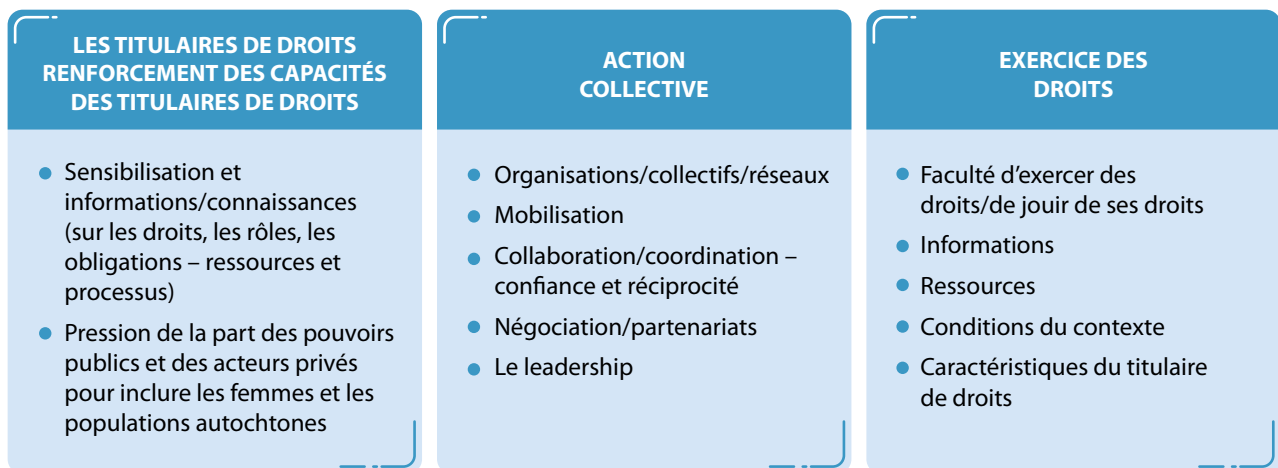 LES TITULAIRES DE DROITS
RENFORCEMENT DES CAPACITÉS
DES TITULAIRES DE DROITS
Sensibilisation et
informations/connaissances
(sur les droits, les rôles, les
obligations – ressources et
processus)
Pression de la part des pouvoirs
publics et des acteurs privés
pour inclure les femmes et les
populations autochtones
ACTION
COLLECTIVE
Organisations/collectifs/réseaux
Mobilisation
Collaboration/coordination –
confiance et réciprocité
Négociation/partenariats
Le leadership
EXERCICE DES
DROITS
Faculté d’exercer des
droits/de jouir de ses droits
Informations
Ressources
Conditions du contexte
Caractéristiques du titulaire
de droits